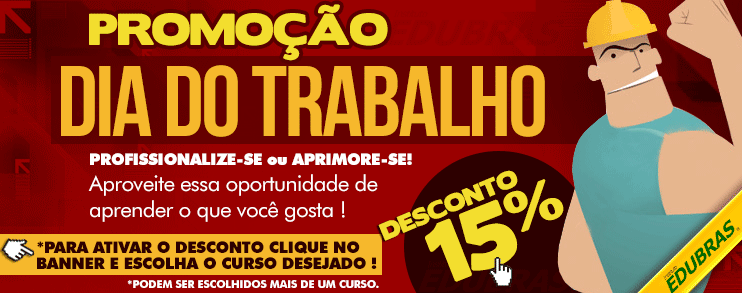 PROMOÇÃO
DIA DO TRABALHO
PROFISSIONALIZE-SE ou APRIMORE-SE!
Aproveite essa oportunidade de
aprender o que você gosta !
DESCONTO
15%
*PARA ATIVAR O DESCONTO CLIQUE NO
BANNER E ESCOLHA O CURSO DESEJADO !
*PODEM SER ESCOLHIDOS MAIS DE UM CURSO.
EDUBRAS